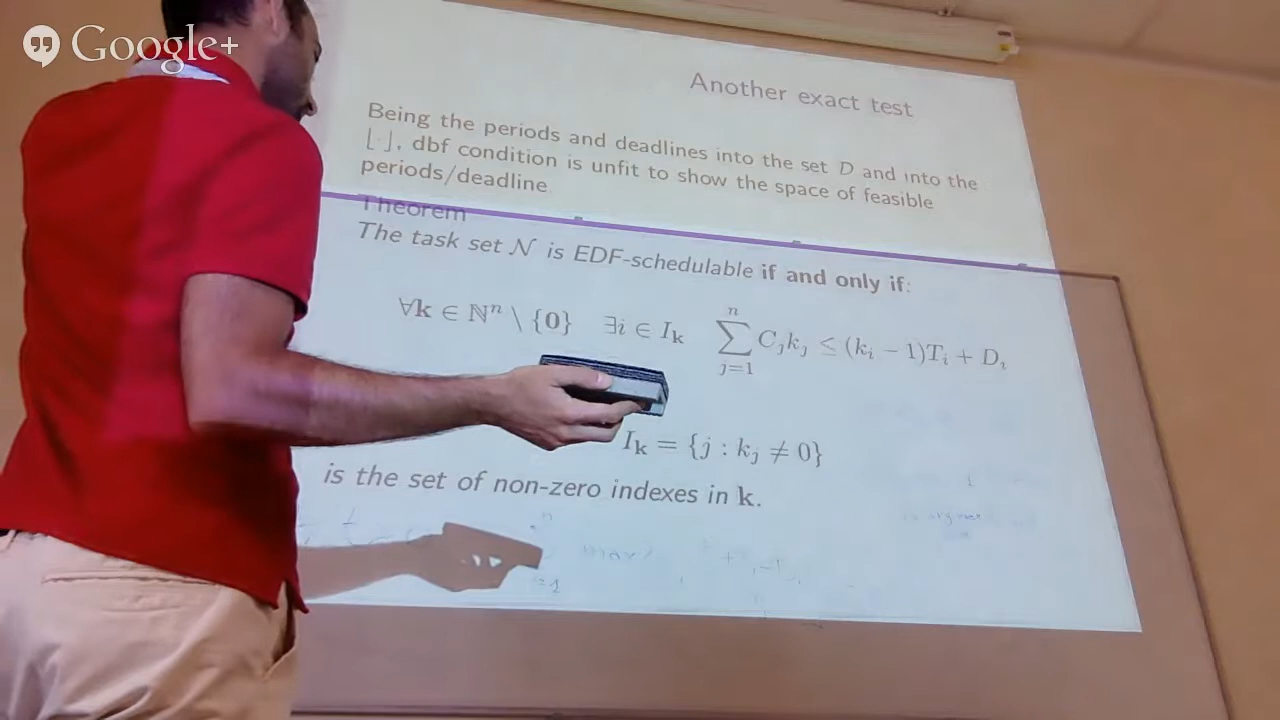 Google+
Another exact test
Being the periods and deadlines into the set D and into the
⌊·⌋, dbf condition is unfit to show the space of feasible
periods/deadline
Theorem
The task set 𝒩 is EDF-schedulable if and only if:
∀k ∈ ℕⁿ \ {0} ∃i ∈ I_k ∑_{j=1}^{n} C_j k_j ≤ (k_i − 1)T_i + D_i
I_k = {j : k_j ≠ 0}
is the set of non-zero indexes in k.
max